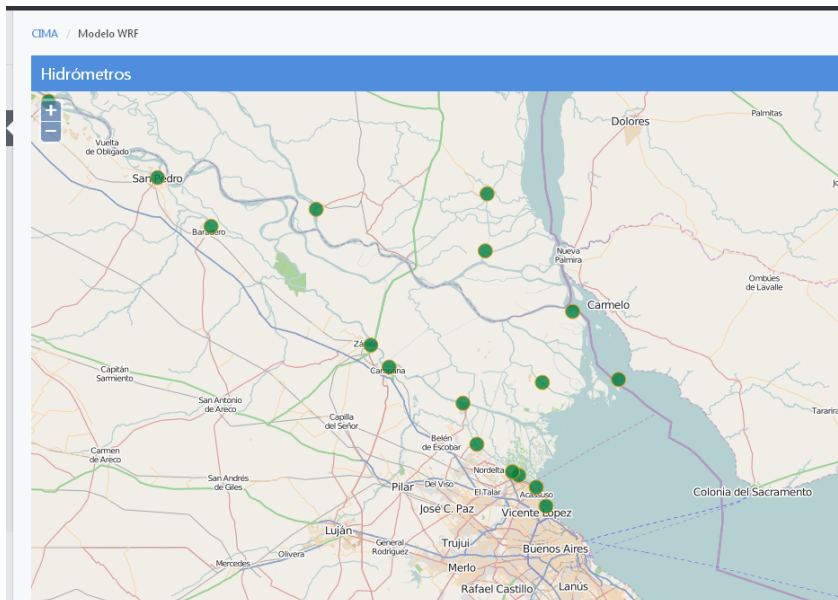 CIMA / Modelo WRF
Hidrómetros
+
−
Palmitas
Dolores
Vuelta
de Obligado
San Pedro
Baradero
Nueva
Palmira
Ombúes
de Lavalle
Carmelo
Zárate
Campana
Capitán
Sarmiento
San Antonio
de Areco
Capilla
del Señor
Tararira
Belén
de Escobar
Carmen
de Areco
Nordelta
San Andrés
de Giles
Pilar
Del Viso
El Talar
Acassuso
Colonia del Sacramento
José C. Paz
Vicente López
Luján
General
Rodríguez
Trujui
Buenos Aires
Olivera
Mercedes
Merlo
Rafael Castillo
Lanús